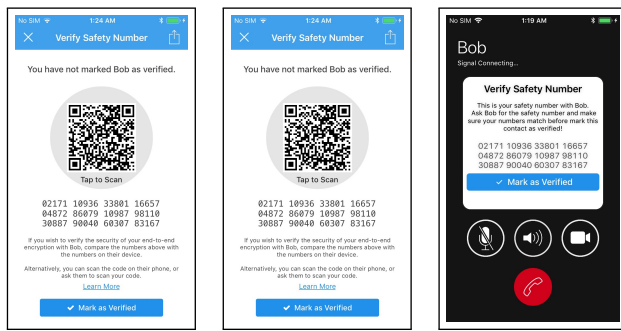 No SIM 1:24 AM
Verify Safety Number
You have not marked Bob as verified.
Tap to Scan
02171 10936 33801 16657
04872 86079 10987 98110
30887 90040 60307 83167
If you wish to verify the security of your end-to-end
encryption with Bob, compare the numbers above with
the numbers on their device.
Alternatively, you can scan the code on their phone, or
ask them to scan your code.
Learn More
Mark as Verified
No SIM 1:24 AM
Verify Safety Number
You have not marked Bob as verified.
Tap to Scan
02171 10936 33801 16657
04872 86079 10987 98110
30887 90040 60307 83167
If you wish to verify the security of your end-to-end
encryption with Bob, compare the numbers above with
the numbers on their device.
Alternatively, you can scan the code on their phone, or
ask them to scan your code.
Learn More
Mark as Verified
No SIM 1:19 AM
Bob
Signal Connecting...
Verify Safety Number
This is your safety number with Bob.
Ask Bob for the safety number and make
sure your numbers match before mark this
contact as verified!
02171 10936 33801 16657
04872 86079 10987 98110
30887 90040 60307 83167
Mark as Verified